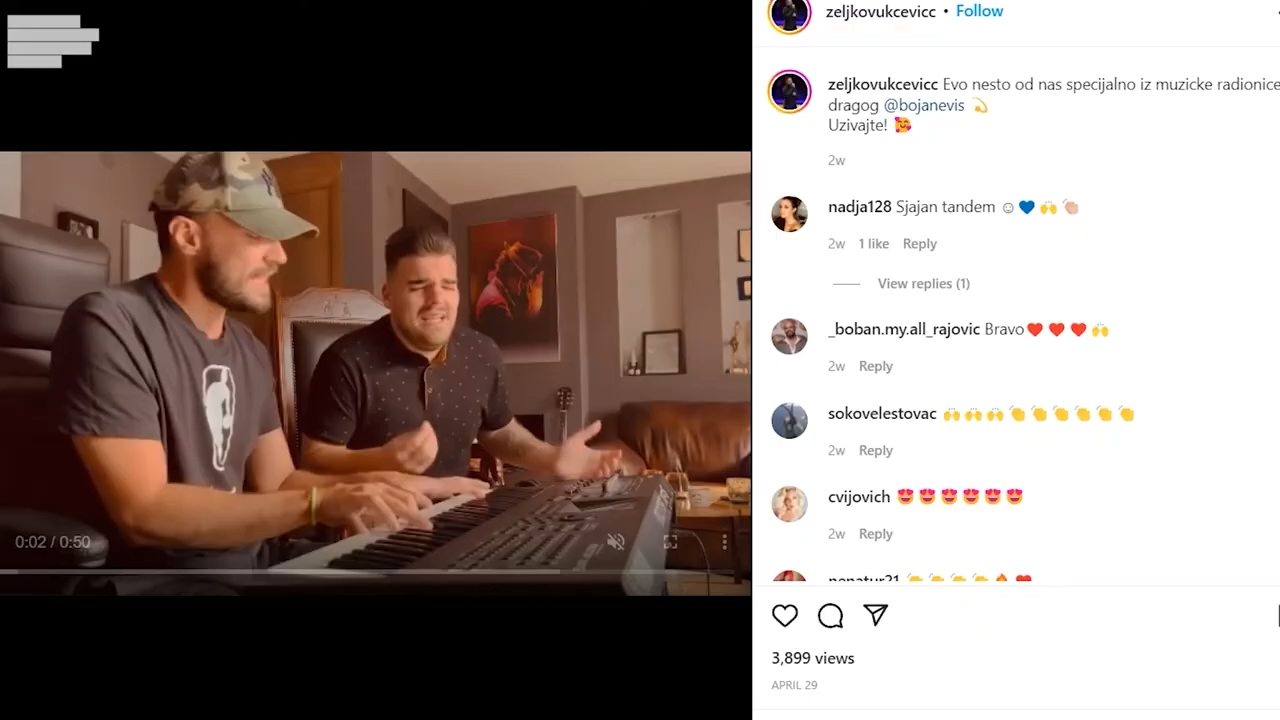 zeljkovukcevicc • Follow
zeljkovukcevicc Evo nesto od nas specijalno iz muzicke radionice
dragog @bojanevis 💫
Uzivajte! 🥰
2w
nadja128 Sjajan tandem ☺💙🙌👏🏼
2w 1 like Reply
View replies (1)
_boban.my.all_rajovic Bravo❤️❤️❤️🙌
2w Reply
sokovelestovac 🙌🙌🙌👏👏👏👏👏👏
2w Reply
cvijovich 😍😍😍😍😍😍
2w Reply
0:02 / 0:50
3,899 views
APRIL 29